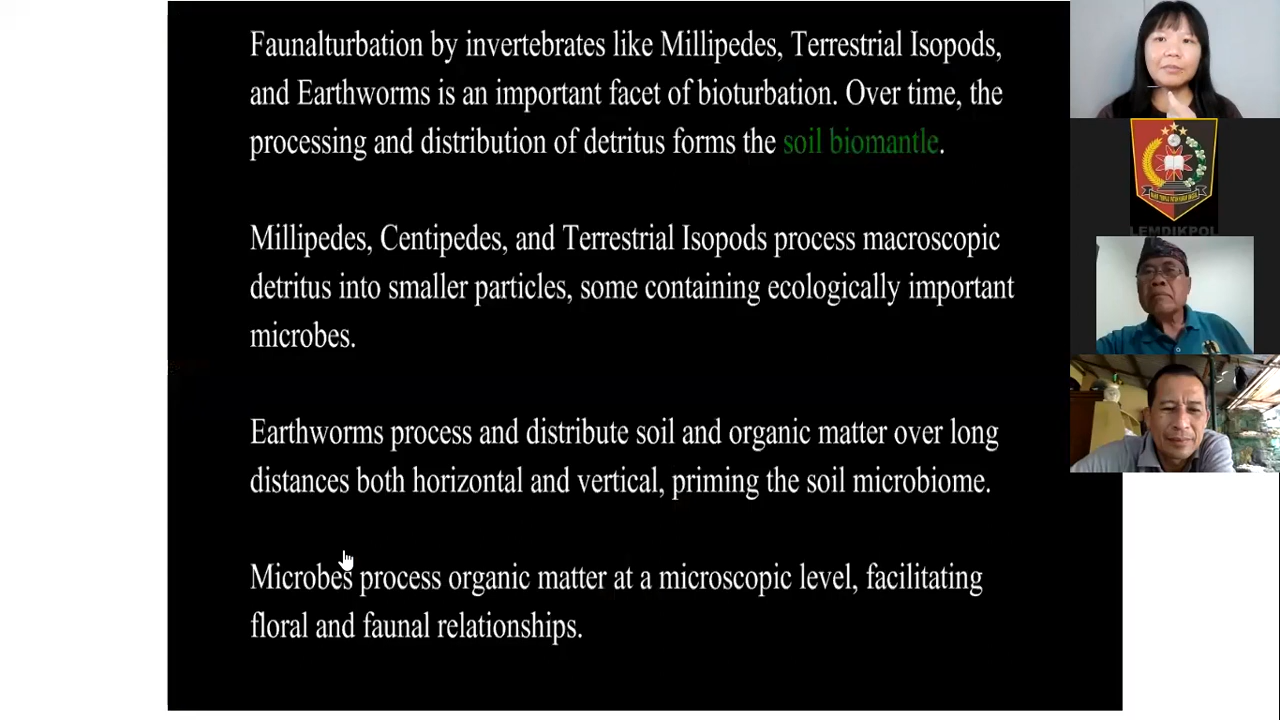 Faunalturbation by invertebrates like Millipedes, Terrestrial Isopods,
and Earthworms is an important facet of bioturbation. Over time, the
processing and distribution of detritus forms the soil biomantle.
Millipedes, Centipedes, and Terrestrial Isopods process macroscopic
detritus into smaller particles, some containing ecologically important
microbes.
Earthworms process and distribute soil and organic matter over long
distances both horizontal and vertical, priming the soil microbiome.
Microbes process organic matter at a microscopic level, facilitating
floral and faunal relationships.
LEMDIKPOL